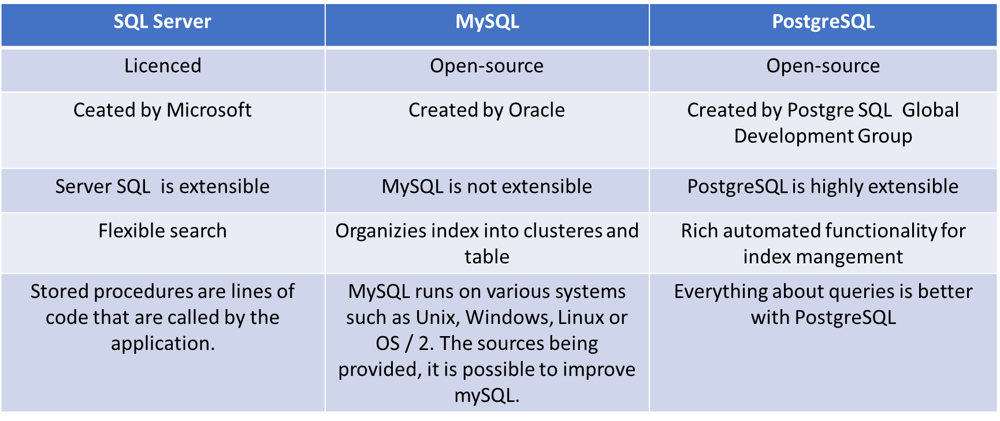 SQL Server
MySQL
PostgreSQL
Licenced
Open-source
Open-source
Ceated by Microsoft
Created by Oracle
Created by Postgre SQL  Global
Development Group
Server SQL  is extensible
MySQL is not extensible
PostgreSQL is highly extensible
Flexible search
Organizies index into clusteres and
table
Rich automated functionality for
index mangement
Stored procedures are lines of
code that are called by the
application.
MySQL runs on various systems
such as Unix, Windows, Linux or
OS / 2. The sources being
provided, it is possible to improve
mySQL.
Everything about queries is better
with PostgreSQL